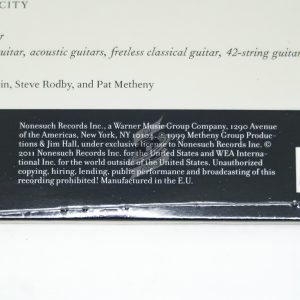 CITY
guitar, acoustic guitars, fretless classical guitar, 42-string guitar
in, Steve Rodby, and Pat Metheny
Nonesuch Records Inc., a Warner Music Group Company, 1290 Avenue
of the Americas, New York, NY 10104. ℗ 1999 Metheny Group Produc-
tions & Jim Hall, under exclusive license to Nonesuch Records Inc. ©
2011 Nonesuch Records Inc. for the United States and WEA Interna-
tional Inc. for the world outside of the United States. Unauthorized
copying, hiring, lending, public performance and broadcasting of this
recording prohibited! Manufactured in the E.U.